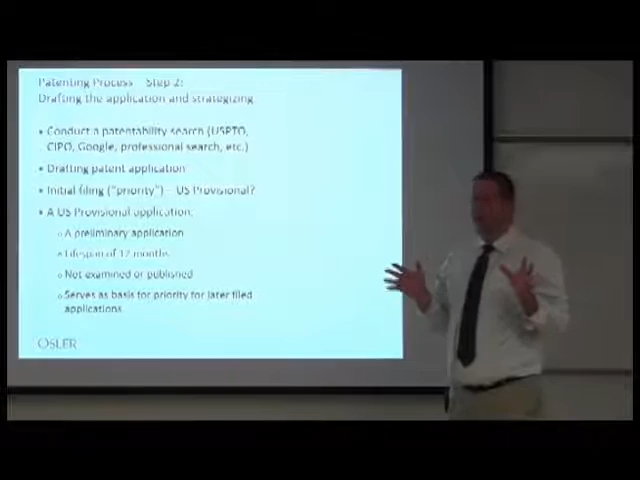 Patenting Process – Step 2:
Drafting the application and strategizing
• Conduct a patentability search (USPTO,
CIPO, Google, professional search, etc.)
• Drafting patent application
• Initial filing ("priority") – US Provisional?
• A US Provisional application:
o A preliminary application
o Lifespan of 12 months
o Not examined or published
o Serves as basis for priority for later filed
applications
OSLER